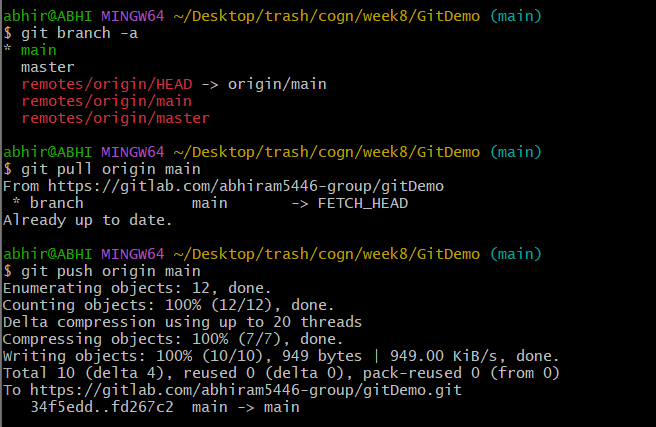 abhir@ABHI MINGW64 ~/Desktop/trash/cogn/week8/GitDemo (main)
$ git branch -a
* main
  master
  remotes/origin/HEAD -> origin/main
  remotes/origin/main
  remotes/origin/master

abhir@ABHI MINGW64 ~/Desktop/trash/cogn/week8/GitDemo (main)
$ git pull origin main
From https://gitlab.com/abhiram5446-group/gitDemo
 * branch            main       -> FETCH_HEAD
Already up to date.

abhir@ABHI MINGW64 ~/Desktop/trash/cogn/week8/GitDemo (main)
$ git push origin main
Enumerating objects: 12, done.
Counting objects: 100% (12/12), done.
Delta compression using up to 20 threads
Compressing objects: 100% (7/7), done.
Writing objects: 100% (10/10), 949 bytes | 949.00 KiB/s, done.
Total 10 (delta 4), reused 0 (delta 0), pack-reused 0 (from 0)
To https://gitlab.com/abhiram5446-group/gitDemo.git
   34f5edd..fd267c2  main -> main